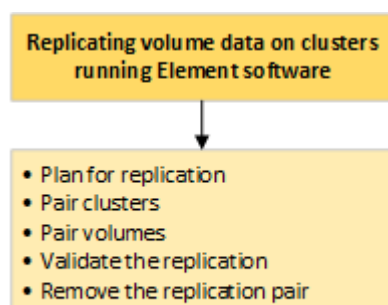 Replicating volume data on clusters
running Element software
• Plan for replication
• Pair clusters
• Pair volumes
• Validate the replication
• Remove the replication pair